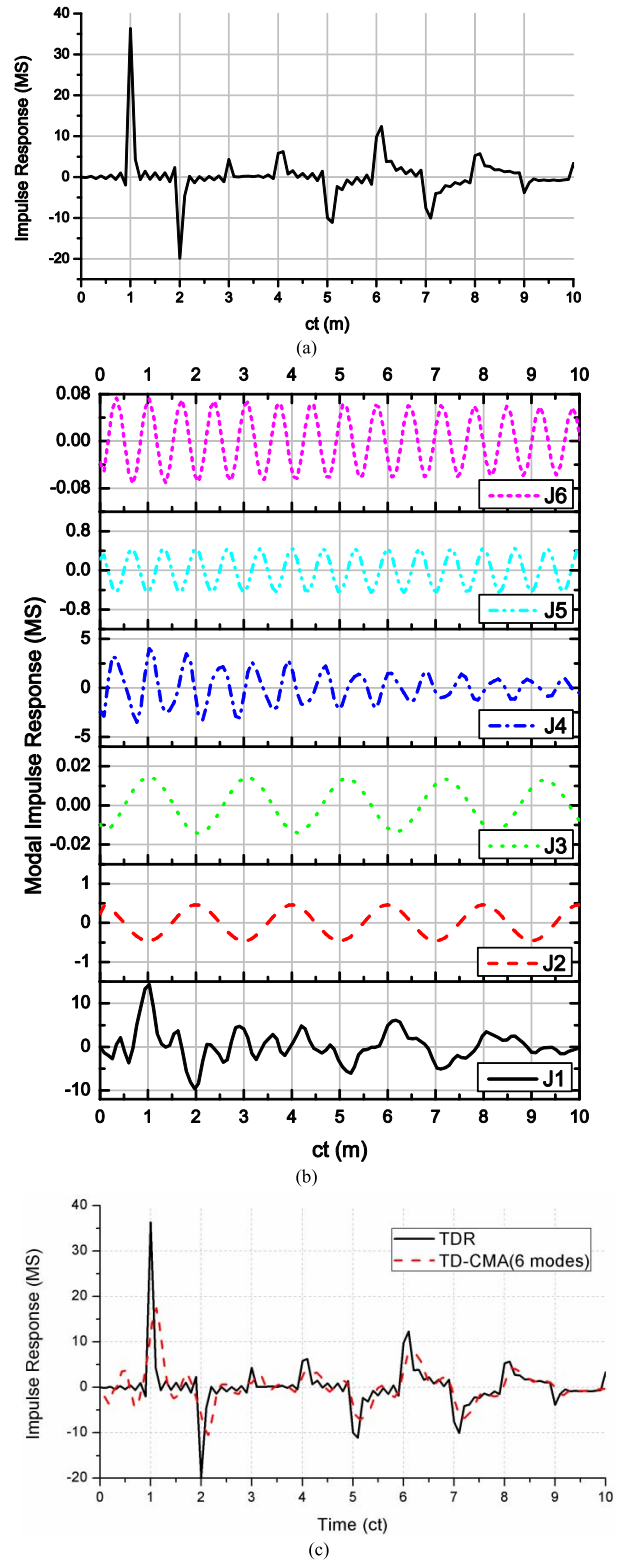 40
30
20
10
0
-10
-20
Impulse Response (MS)
0 1 2 3 4 5 6 7 8 9 10
ct (m)
(a)
0 1 2 3 4 5 6 7 8 9 10
0.08
0.00
-0.08
J6
0.8
0.0
-0.8
J5
5
0
-5
J4
0.02
0.00
-0.02
J3
1
0
-1
J2
10
0
-10
J1
Modal Impulse Response (MS)
0 1 2 3 4 5 6 7 8 9 10
ct (m)
(b)
40
30
20
10
0
-10
-20
Impulse Response (MS)
TDR
TD-CMA(6 modes)
0 1 2 3 4 5 6 7 8 9 10
Time (ct)
(c)